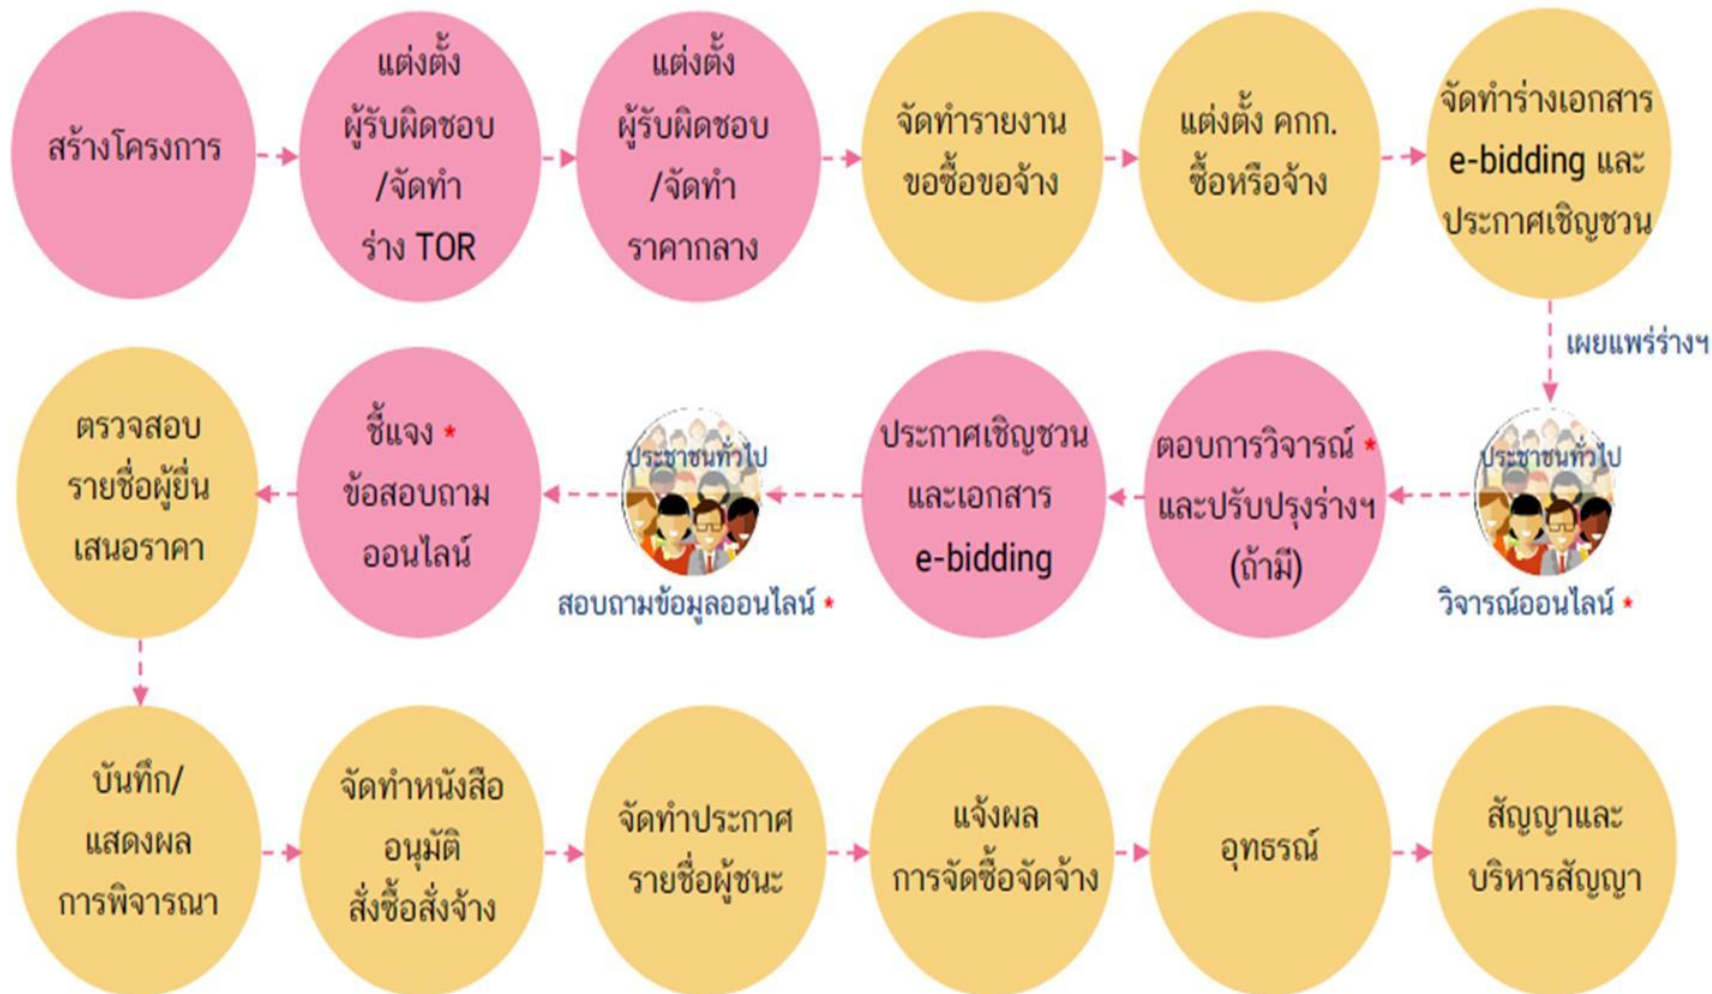 สร้างโครงการ
แต่งตั้ง
ผู้รับผิดชอบ
/จัดทำ
ร่าง TOR
แต่งตั้ง
ผู้รับผิดชอบ
/จัดทำ
ราคากลาง
จัดทำรายงาน
ขอซื้อขอจ้าง
แต่งตั้ง คกก.
ซื้อหรือจ้าง
จัดทำร่างเอกสาร
e-bidding และ
ประกาศเชิญชวน
เผยแพร่ร่างฯ
ประชาชนทั่วไป
วิจารณ์ออนไลน์ *
ตอบการวิจารณ์ *
และปรับปรุงร่างฯ
(ถ้ามี)
ประกาศเชิญชวน
และเอกสาร
e-bidding
ประชาชนทั่วไป
สอบถามข้อมูลออนไลน์ *
ชี้แจง *
ข้อสอบถาม
ออนไลน์
ตรวจสอบ
รายชื่อผู้ยื่น
เสนอราคา
บันทึก/
แสดงผล
การพิจารณา
จัดทำหนังสือ
อนุมัติ
สั่งซื้อสั่งจ้าง
จัดทำประกาศ
รายชื่อผู้ชนะ
แจ้งผล
การจัดซื้อจัดจ้าง
อุทธรณ์
สัญญาและ
บริหารสัญญา